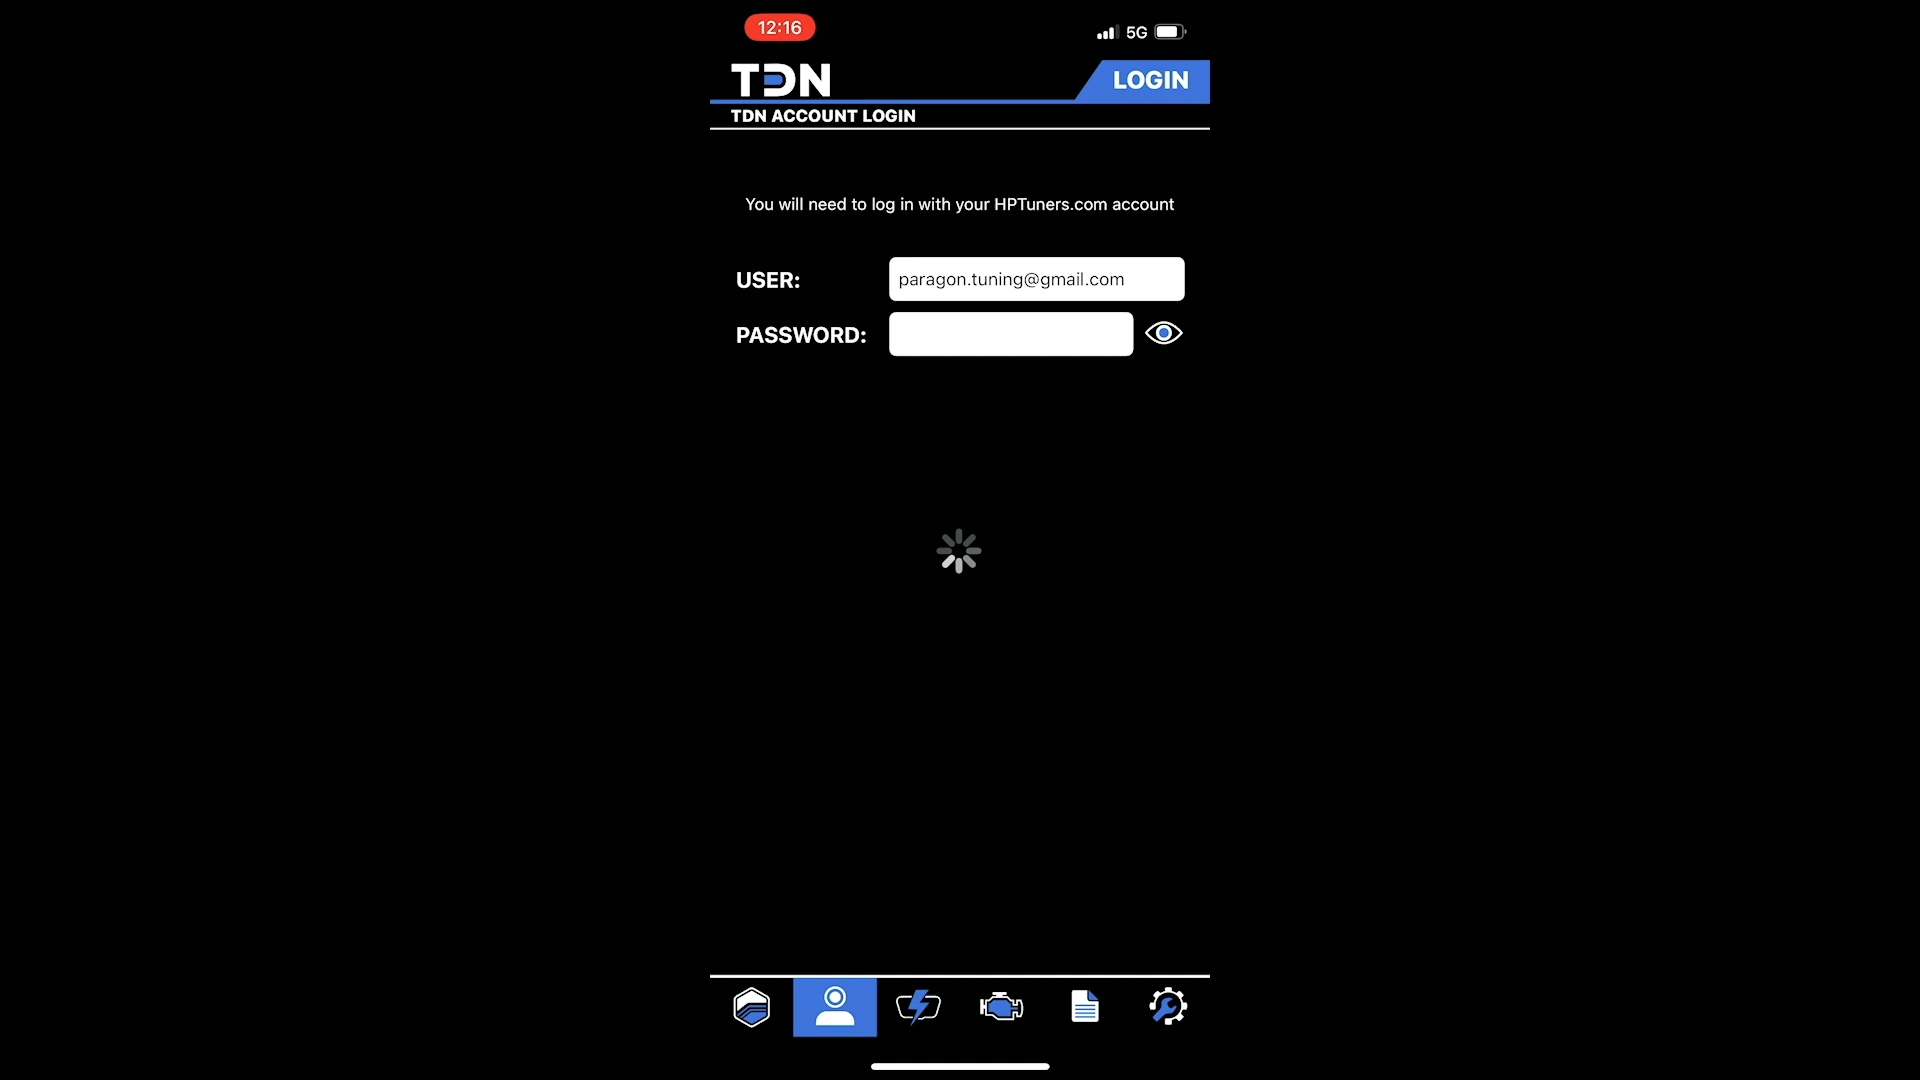 12:16
5G
TDN
LOGIN
TDN ACCOUNT LOGIN
You will need to log in with your HPTuners.com account
USER:
paragon.tuning@gmail.com
PASSWORD: